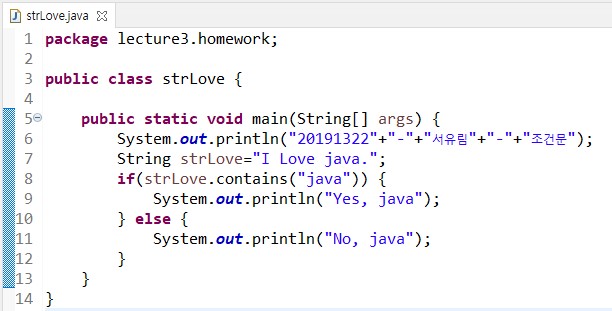 strLove.java
1 package lecture3.homework;
2
3 public class strLove {
4
5 public static void main(String[] args) {
6 System.out.println("20191322"+"-"+"서유림"+"-"+"조건문");
7 String strLove="I Love java.";
8 if(strLove.contains("java")) {
9 System.out.println("Yes, java");
10 } else {
11 System.out.println("No, java");
12 }
13 }
14 }